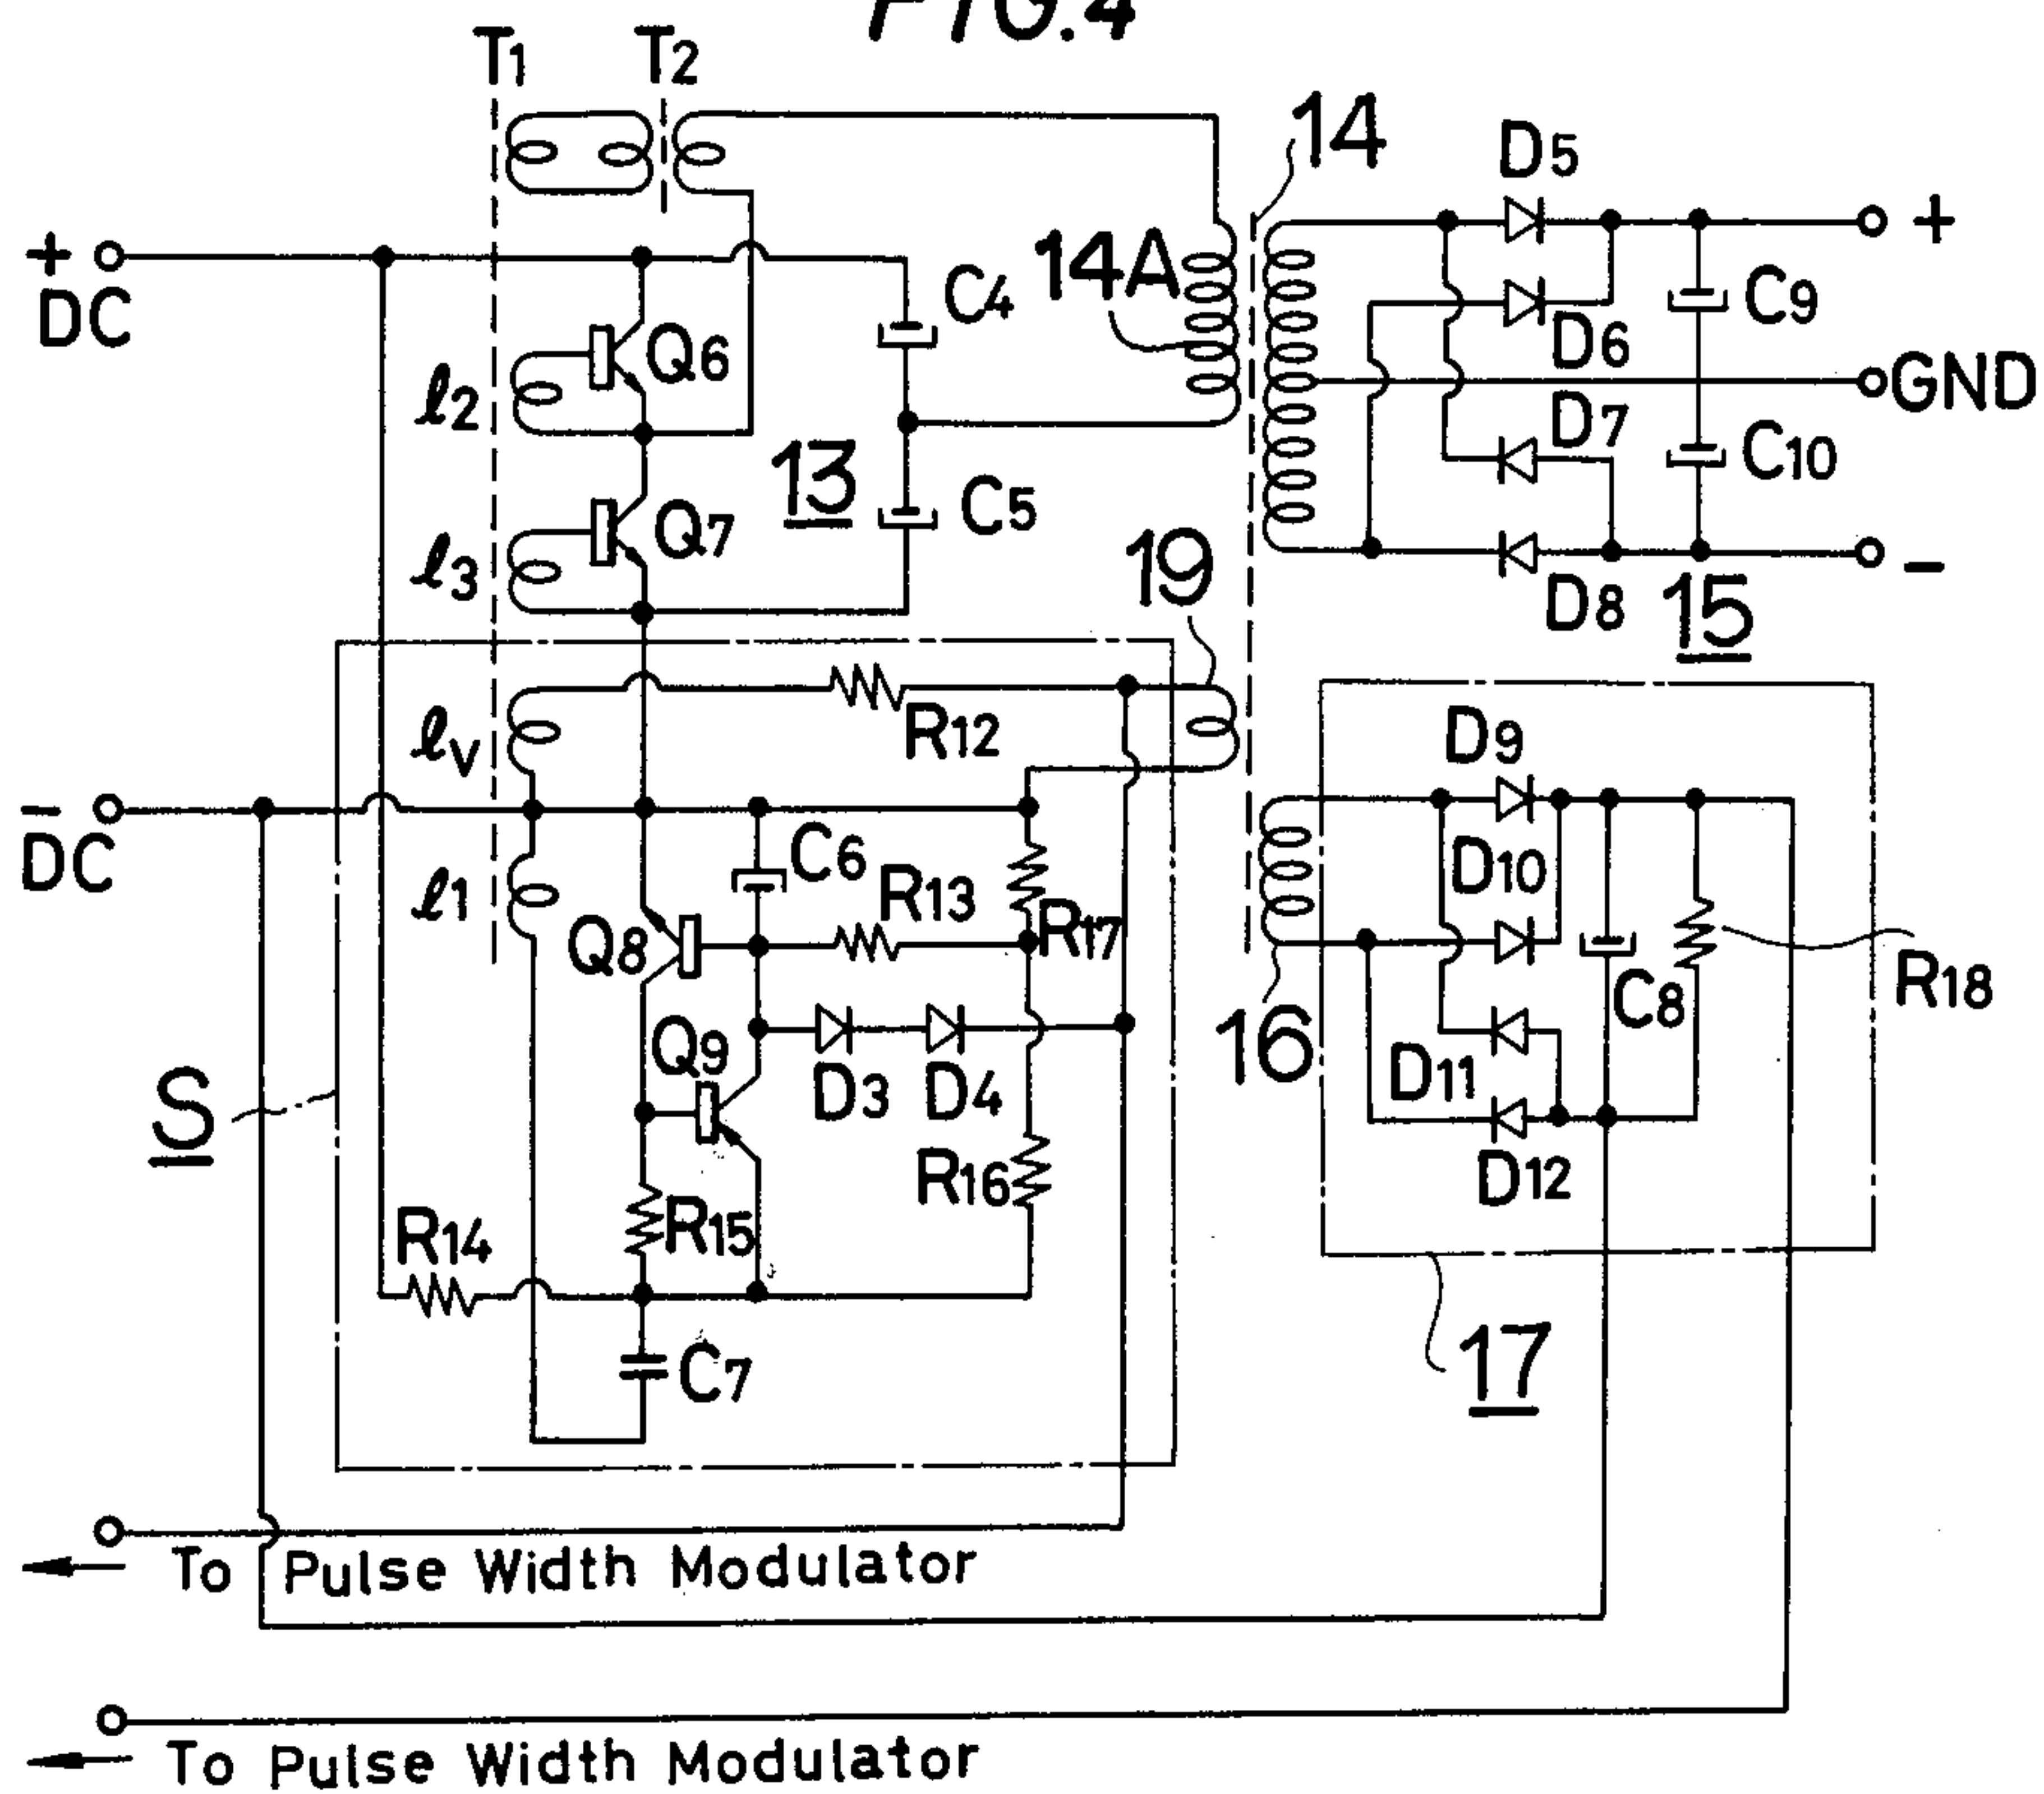 FIG.4
T1
T2
14
D5
+
DC
+
14A
C4
C9
Q6
D6
ℓ2
GND
D7
13
C10
C5
Q7
ℓ3
19
D8
15
-
R12
D9
ℓv
-
DC
C6
D10
R13
ℓ1
R17
Q8
R18
C8
Q9
16
D3
D4
D11
S
R16
D12
R15
R14
17
C7
To Pulse Width Modulator
To Pulse Width Modulator